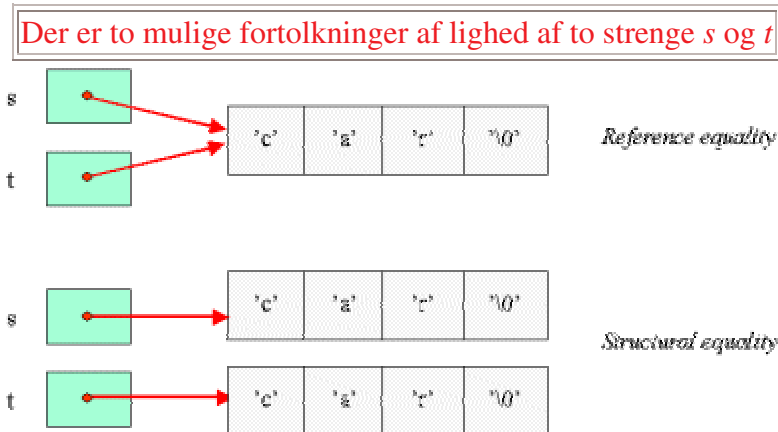 Der er to mulige fortolkninger af lighed af to strenge s og t
s
'c' 'a' 'r' '\0' Reference equality
t
s
'c' 'a' 'r' '\0'
Structural equality
t
'c' 'a' 'r' '\0'